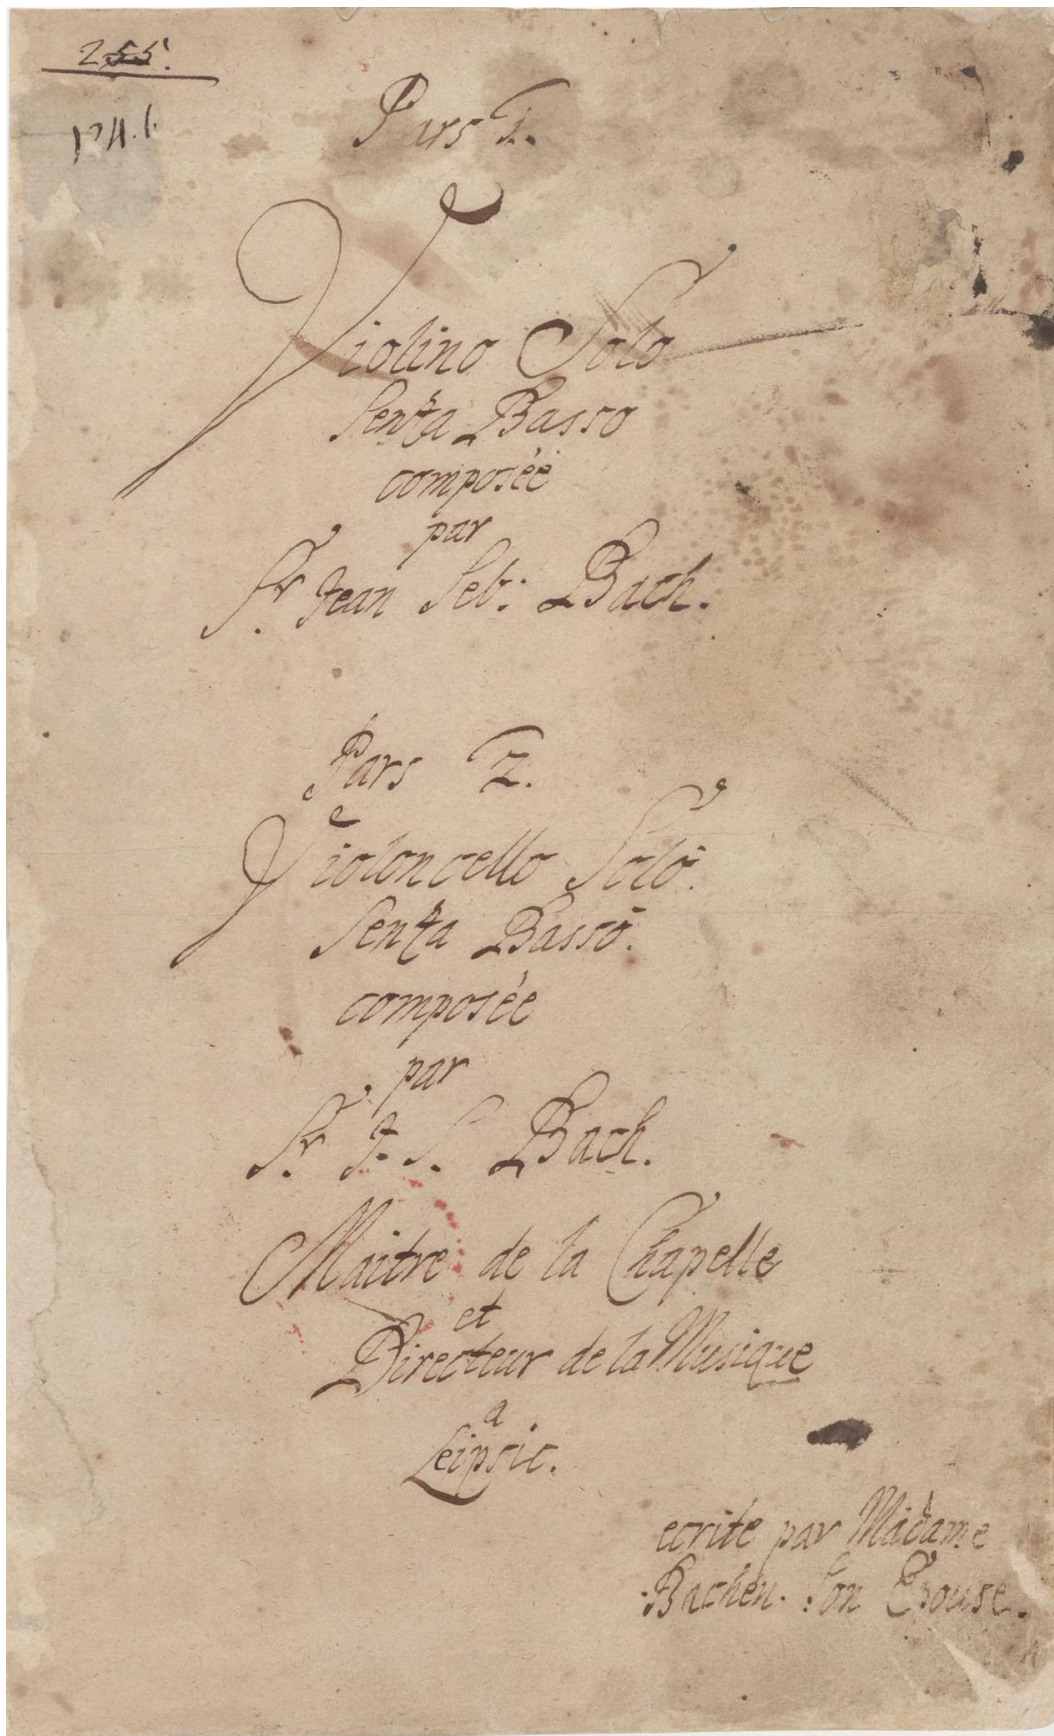 255.
Pars 1.
Violino Solo
Senza Basso
composée
par
Sr. Jean Seb: Bach.
Pars 2.
Violoncello Solo.
Senza Basso.
composée
par
Sr. J. S. Bach.
Maitre de la Chapelle
et
Directeur de la Musique
a
Leipsic.
ecrite par Madame
Bachen. Son Epouse.